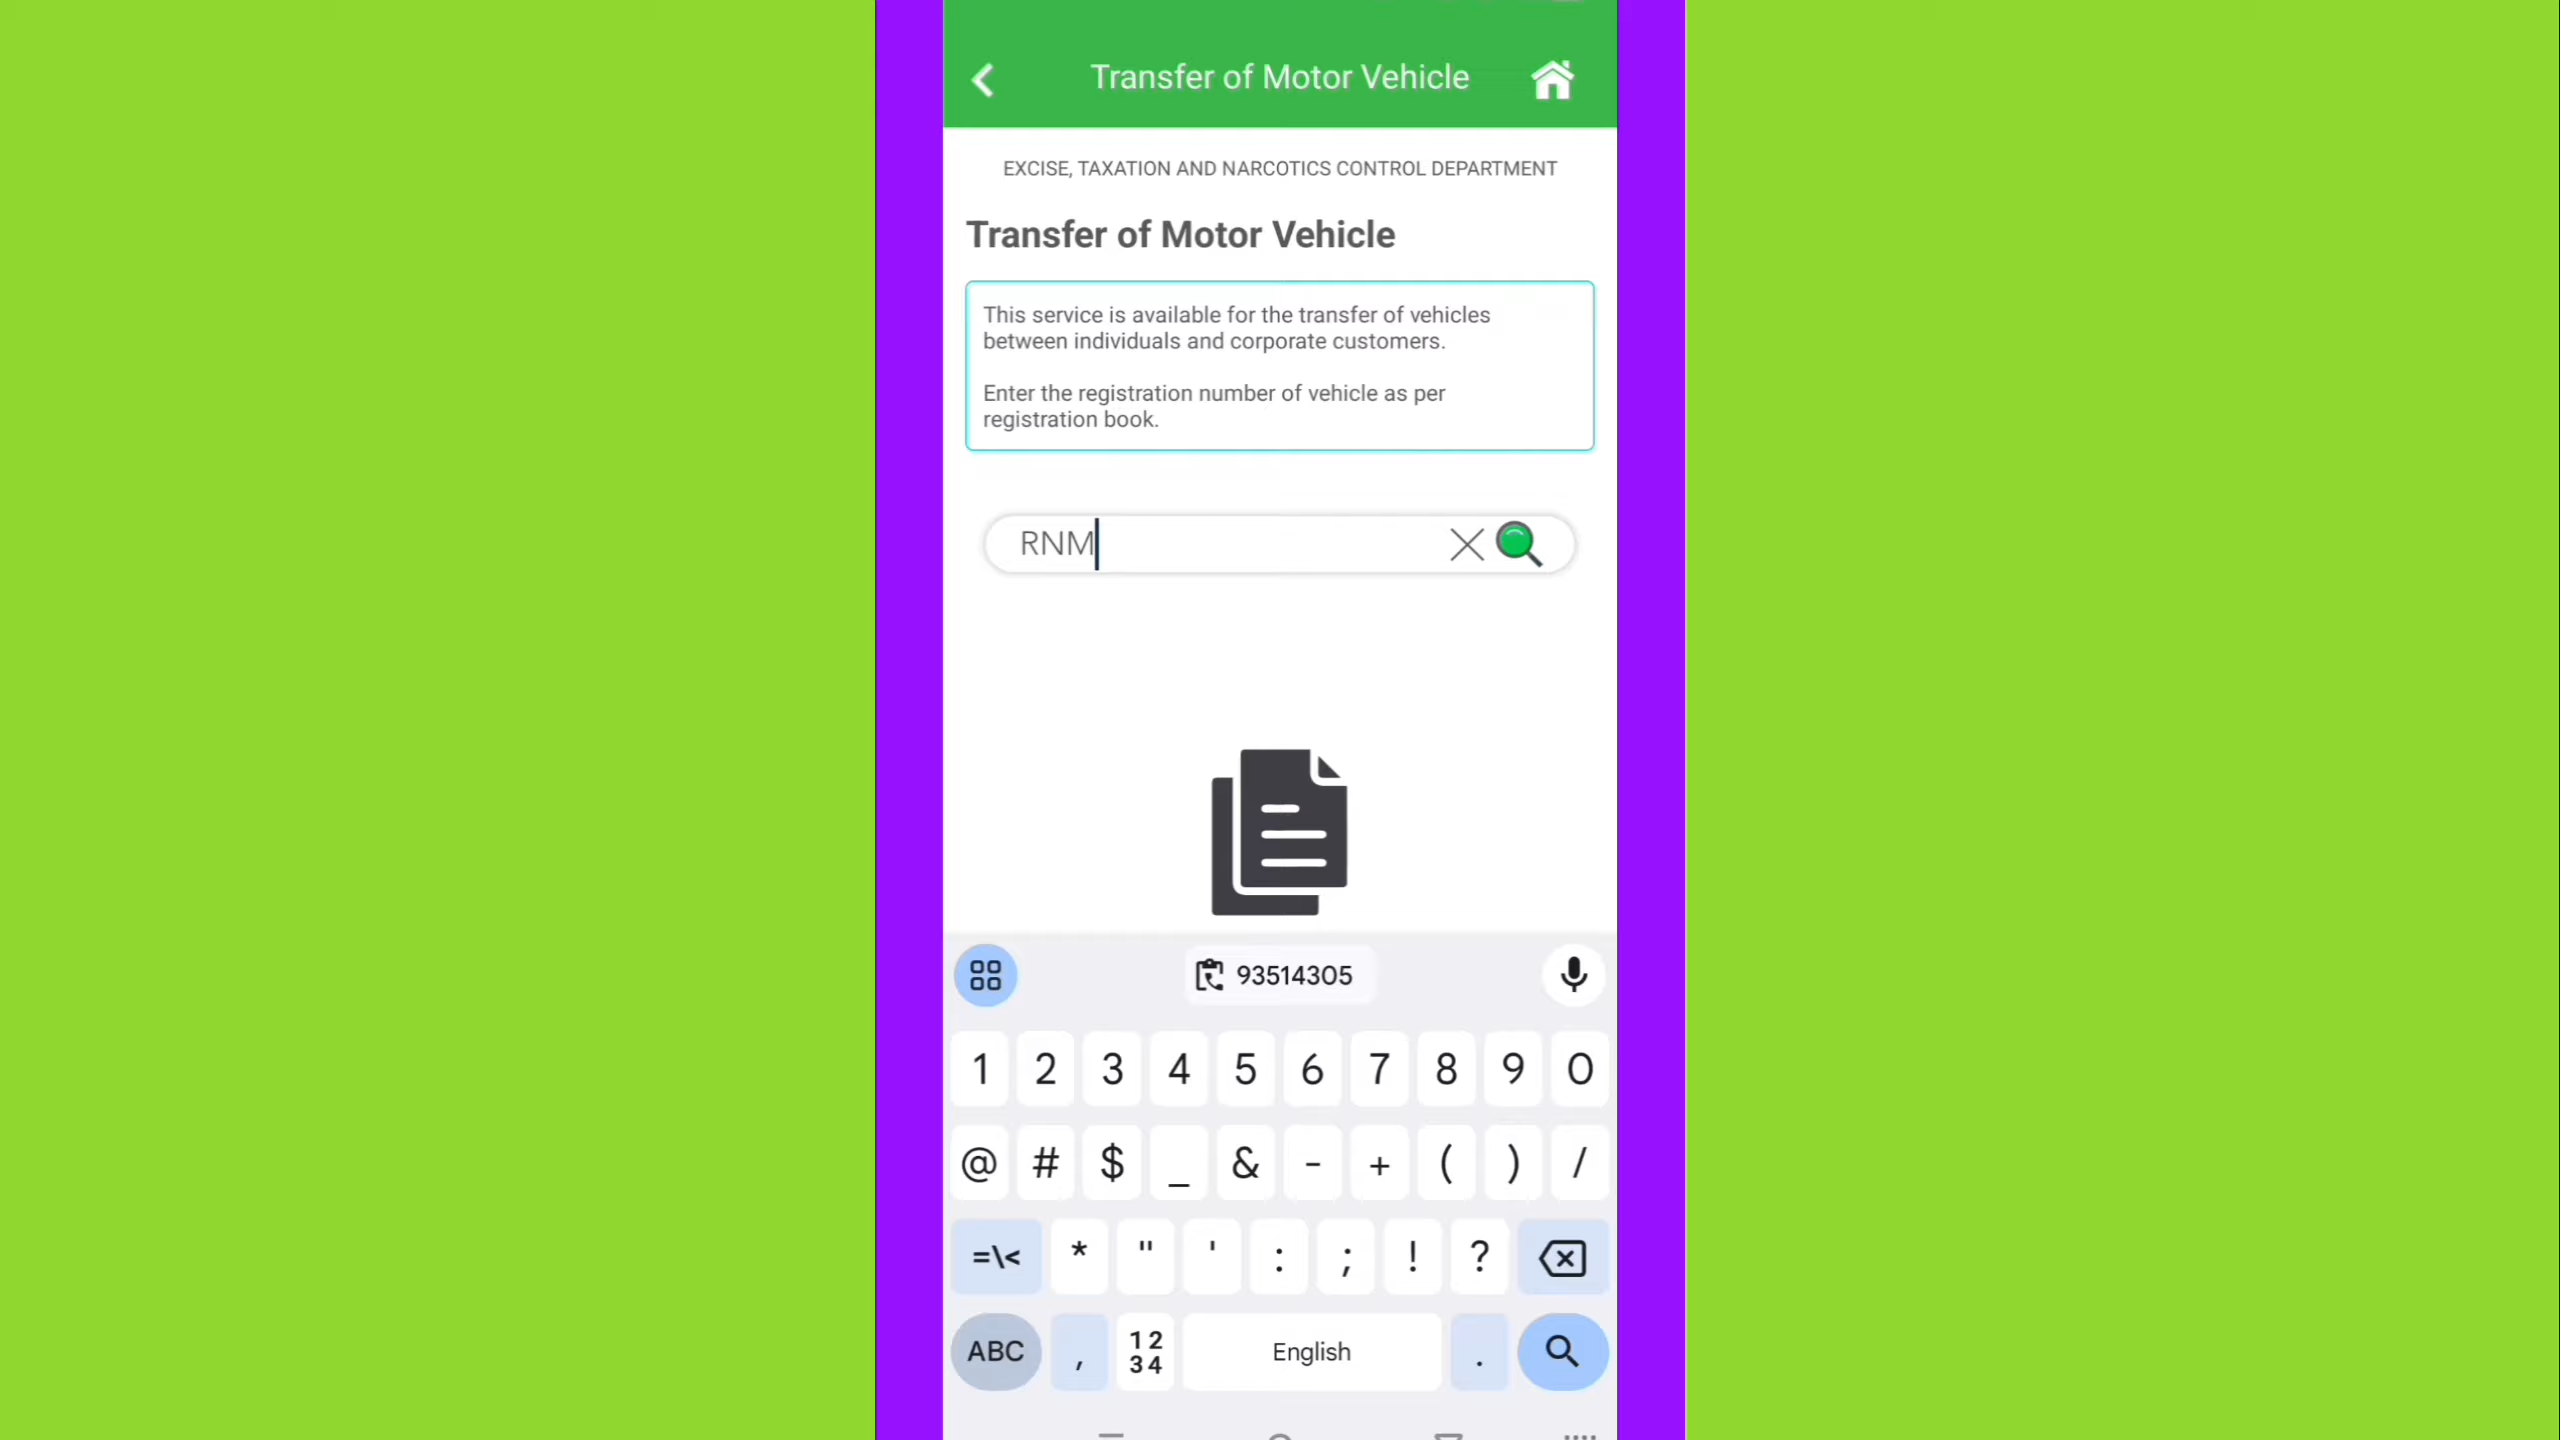 Transfer of Motor Vehicle
EXCISE, TAXATION AND NARCOTICS CONTROL DEPARTMENT
Transfer of Motor Vehicle
This service is available for the transfer of vehicles
between individuals and corporate customers.
Enter the registration number of vehicle as per
registration book.
RNM
93514305
1 2 3 4 5 6 7 8 9 0
@ # $ _ & - + ( ) /
=\< * " ' : ; ! ?
ABC , 12 34 English .